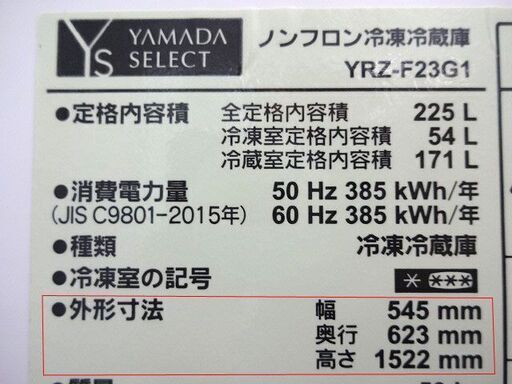 YS YAMADA SELECT
ノンフロン冷凍冷蔵庫
YRZ-F23G1
●定格内容積 全定格内容積 225 L
冷凍室定格内容積 54 L
冷蔵室定格内容積 171 L
●消費電力量 50 Hz 385 kWh/年
(JIS C9801-2015年) 60 Hz 385 kWh/年
●種類 冷凍冷蔵庫
●冷凍室の記号
●外形寸法 幅 545 mm
奥行 623 mm
高さ 1522 mm